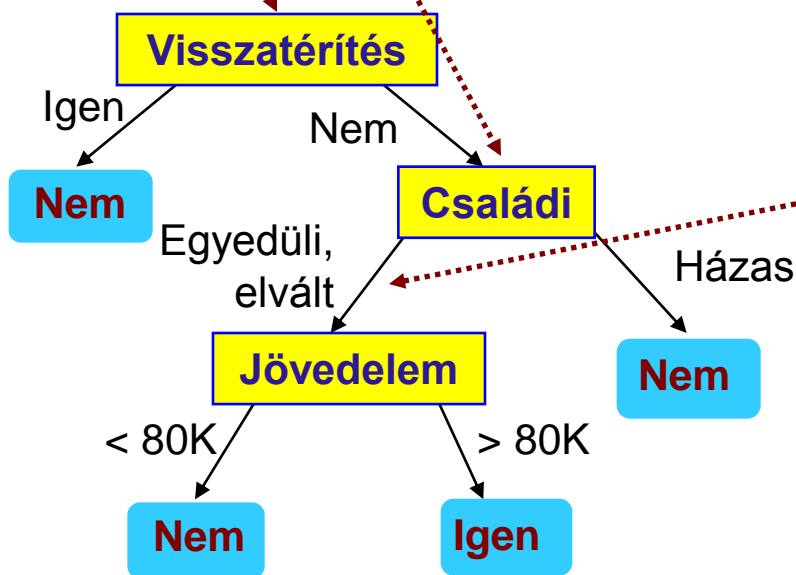 Visszatérítés
Igen
Nem
Nem
Családi
Egyedüli,
elvált
Házas
Jövedelem
Nem
< 80K
> 80K
Nem
Igen